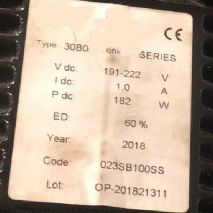 CE
Type 30B0 SERIES
V dc: 191-222 V
I dc: 1,0 A
P dc: 182 W
ED: 60 %
Year: 2018
Code: 023SB100SS
Lot: OP-201821311